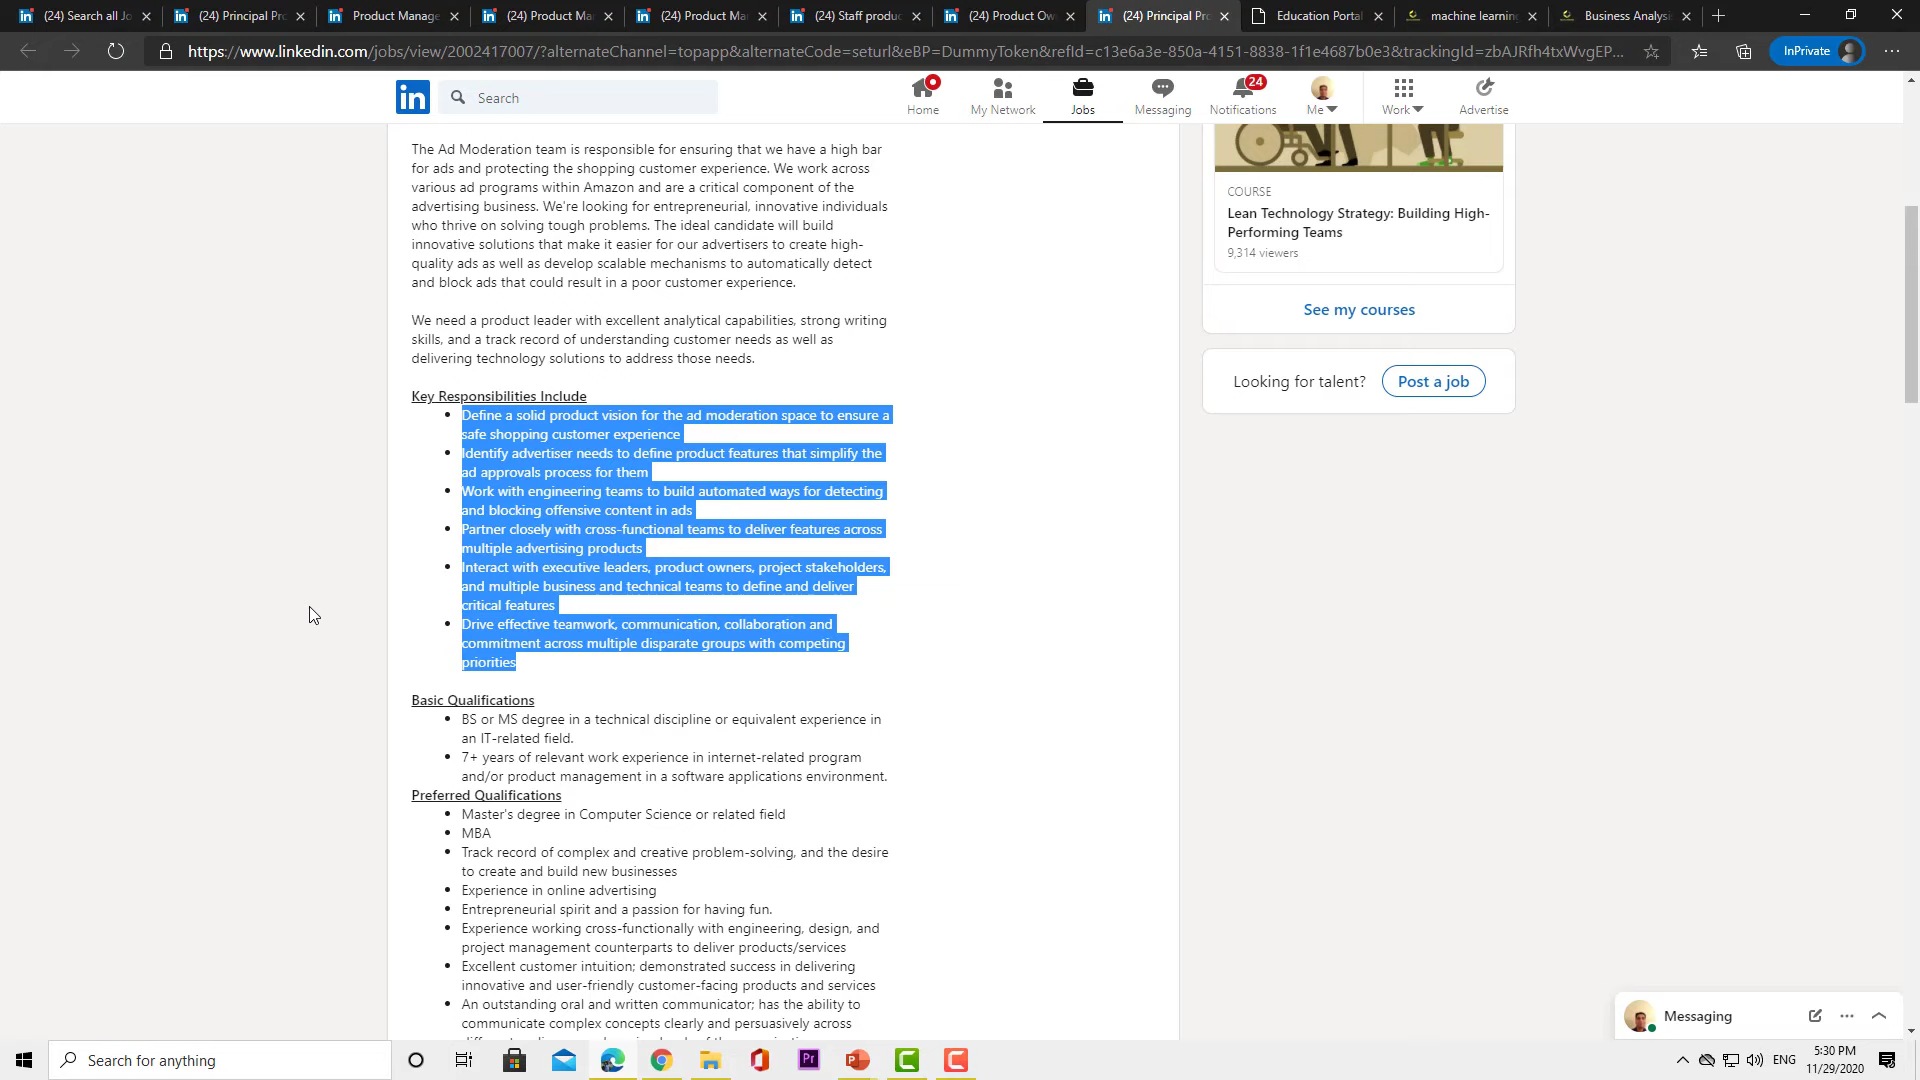 (24) Search all Jo
(24) Principal Pro
Product Manage
(24) Product Ma
(24) Product Ma
(24) Staff produc
(24) Product Ow
(24) Principal Pro
Education Portal
machine learning
Business Analysi
https://www.linkedin.com/jobs/view/2002417007/?alternateChannel=topapp&alternateCode=seturl&eBP=DummyToken&refId=c13e6a3e-850a-4151-8838-1f1e4687b0e3&trackingId=zbAJRfh4txWvgEP...
InPrivate
in
Search
Home
My Network
Jobs
Messaging
24
Notifications
Me
Work
Advertise
The Ad Moderation team is responsible for ensuring that we have a high bar
for ads and protecting the shopping customer experience. We work across
various ad programs within Amazon and are a critical component of the
advertising business. We're looking for entrepreneurial, innovative individuals
who thrive on solving tough problems. The ideal candidate will build
innovative solutions that make it easier for our advertisers to create high-
quality ads as well as develop scalable mechanisms to automatically detect
and block ads that could result in a poor customer experience.
We need a product leader with excellent analytical capabilities, strong writing
skills, and a track record of understanding customer needs as well as
delivering technology solutions to address those needs.
Key Responsibilities Include
• Define a solid product vision for the ad moderation space to ensure a
safe shopping customer experience
• Identify advertiser needs to define product features that simplify the
ad approvals process for them
• Work with engineering teams to build automated ways for detecting
and blocking offensive content in ads
• Partner closely with cross-functional teams to deliver features across
multiple advertising products
• Interact with executive leaders, product owners, project stakeholders,
and multiple business and technical teams to define and deliver
critical features
• Drive effective teamwork, communication, collaboration and
commitment across multiple disparate groups with competing
priorities
Basic Qualifications
• BS or MS degree in a technical discipline or equivalent experience in
an IT-related field.
• 7+ years of relevant work experience in internet-related program
and/or product management in a software applications environment.
Preferred Qualifications
• Master's degree in Computer Science or related field
• MBA
• Track record of complex and creative problem-solving, and the desire
to create and build new businesses
• Experience in online advertising
• Entrepreneurial spirit and a passion for having fun.
• Experience working cross-functionally with engineering, design, and
project management counterparts to deliver products/services
• Excellent customer intuition; demonstrated success in delivering
innovative and user-friendly customer-facing products and services
• An outstanding oral and written communicator; has the ability to
communicate complex concepts clearly and persuasively across
COURSE
Lean Technology Strategy: Building High-
Performing Teams
9,314 viewers
See my courses
Looking for talent?
Post a job
Messaging
Search for anything
Pr
ENG
5:30 PM
11/29/2020